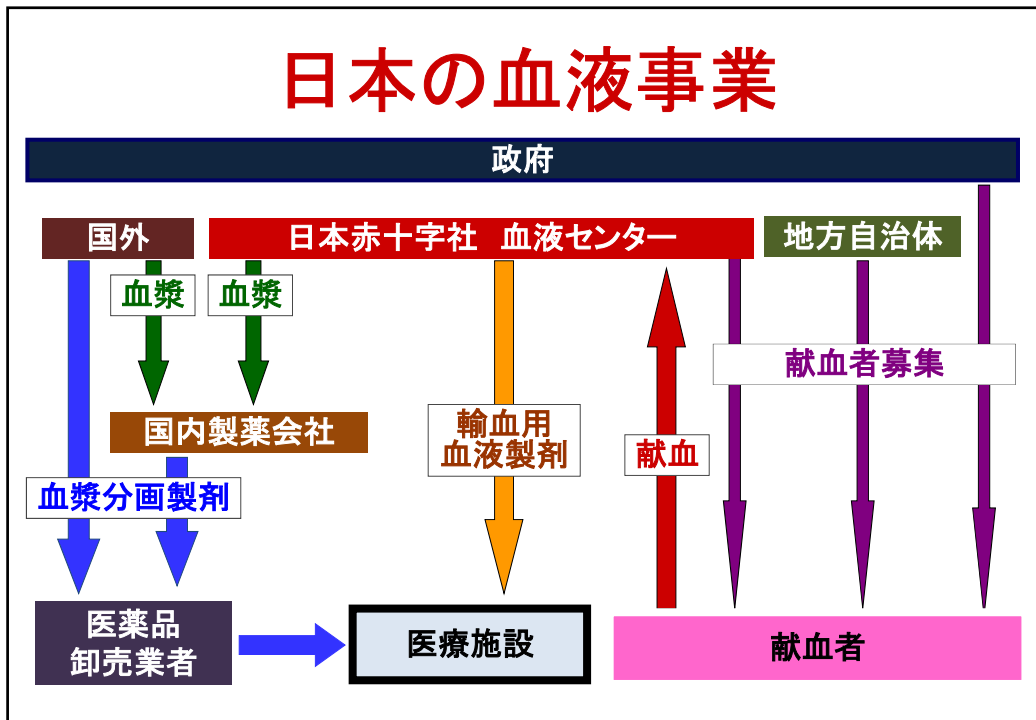 日本の血液事業
政府
国外
日本赤十字社 血液センター
地方自治体
血漿
血漿
献血者募集
国内製薬会社
輸血用
血液製剤
献血
血漿分画製剤
医薬品
卸売業者
医療施設
献血者